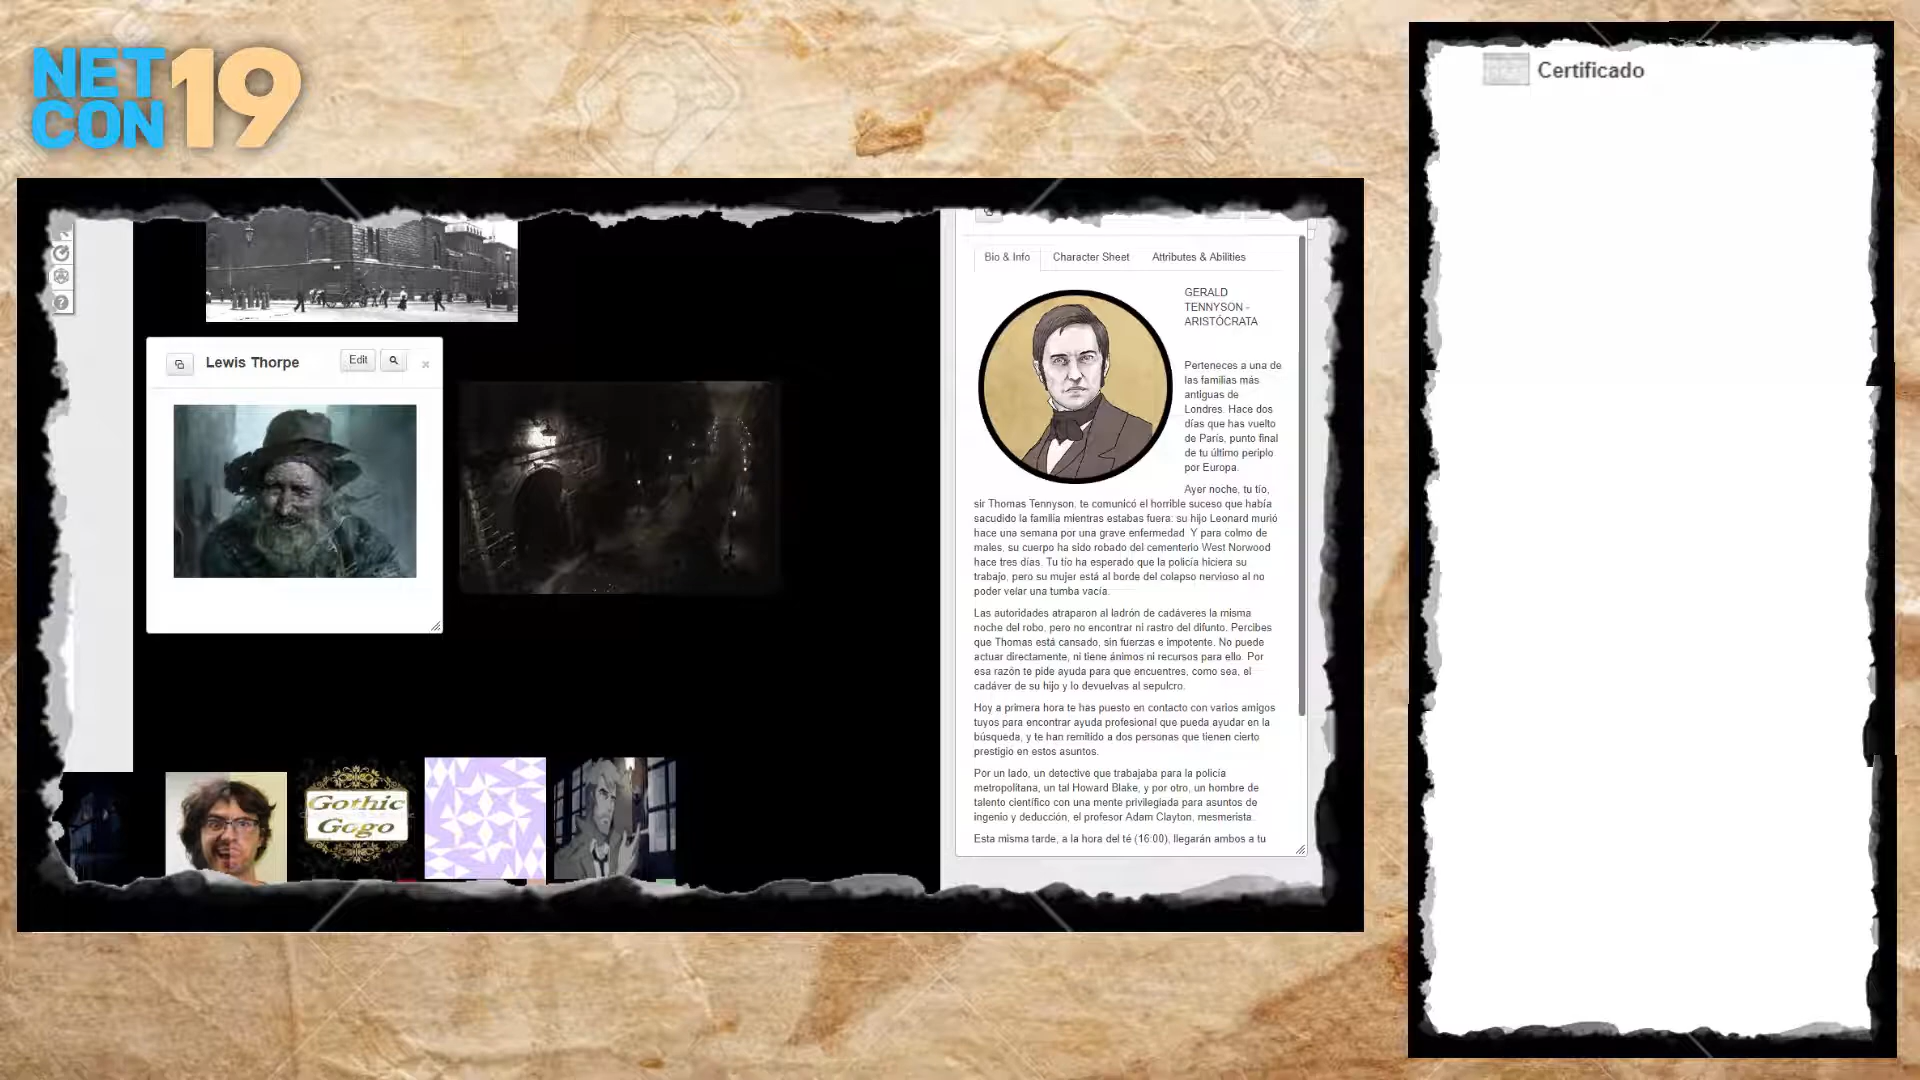 NET
CON
19
Certificado
Lewis Thorpe
Edit
Gothic
Gogo
Bio & Info
Character Sheet
Attributes & Abilities
GERALD
TENNYSON -
ARISTÓCRATA
Perteneces a una de
las familias más
antiguas de
Londres. Hace dos
días que has vuelto
de París, punto final
de tu último periplo
por Europa.
Ayer noche, tu tío,
sir Thomas Tennyson, te comunicó el horrible suceso que había
sacudido la familia mientras estabas fuera: su hijo Leonard murió
hace una semana por una grave enfermedad. Y para colmo de
males, su cuerpo ha sido robado del cementerio West Norwood
hace tres días. Tu tío ha esperado que la policía hiciera su
trabajo, pero su mujer está al borde del colapso nervioso al no
poder velar una tumba vacía.
Las autoridades atraparon al ladrón de cadáveres la misma
noche del robo, pero no encontrar ni rastro del difunto. Percibes
que Thomas está cansado, sin fuerzas e impotente. No puede
actuar directamente, ni tiene ánimos ni recursos para ello. Por
esa razón te pide ayuda para que encuentres, como sea, el
cadáver de su hijo y lo devuelvas al sepulcro.
Hoy a primera hora te has puesto en contacto con varios amigos
tuyos para encontrar ayuda profesional que pueda ayudar en la
búsqueda, y te han remitido a dos personas que tienen cierto
prestigio en estos asuntos.
Por un lado, un detective que trabajaba para la policía
metropolitana, un tal Howard Blake, y por otro, un hombre de
talento científico con una mente privilegiada para asuntos de
ingenio y deducción, el profesor Adam Clayton, mesmerista.
Esta misma tarde, a la hora del té (16:00), llegarán ambos a tu